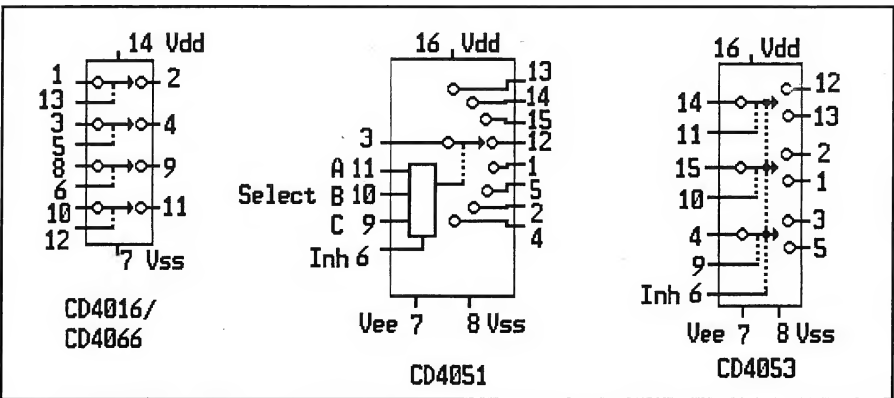 14 Vdd
1
2
13
3
4
5
8
9
6
10
11
12
7 Vss
CD4016/
CD4066
16 Vdd
13
14
15
3
12
A 11
1
Select B 10
5
C 9
2
4
Inh 6
Vee 7
8 Vss
CD4051
16 Vdd
12
14
13
11
2
15
1
10
3
4
5
9
Inh 6
Vee 7
8 Vss
CD4053